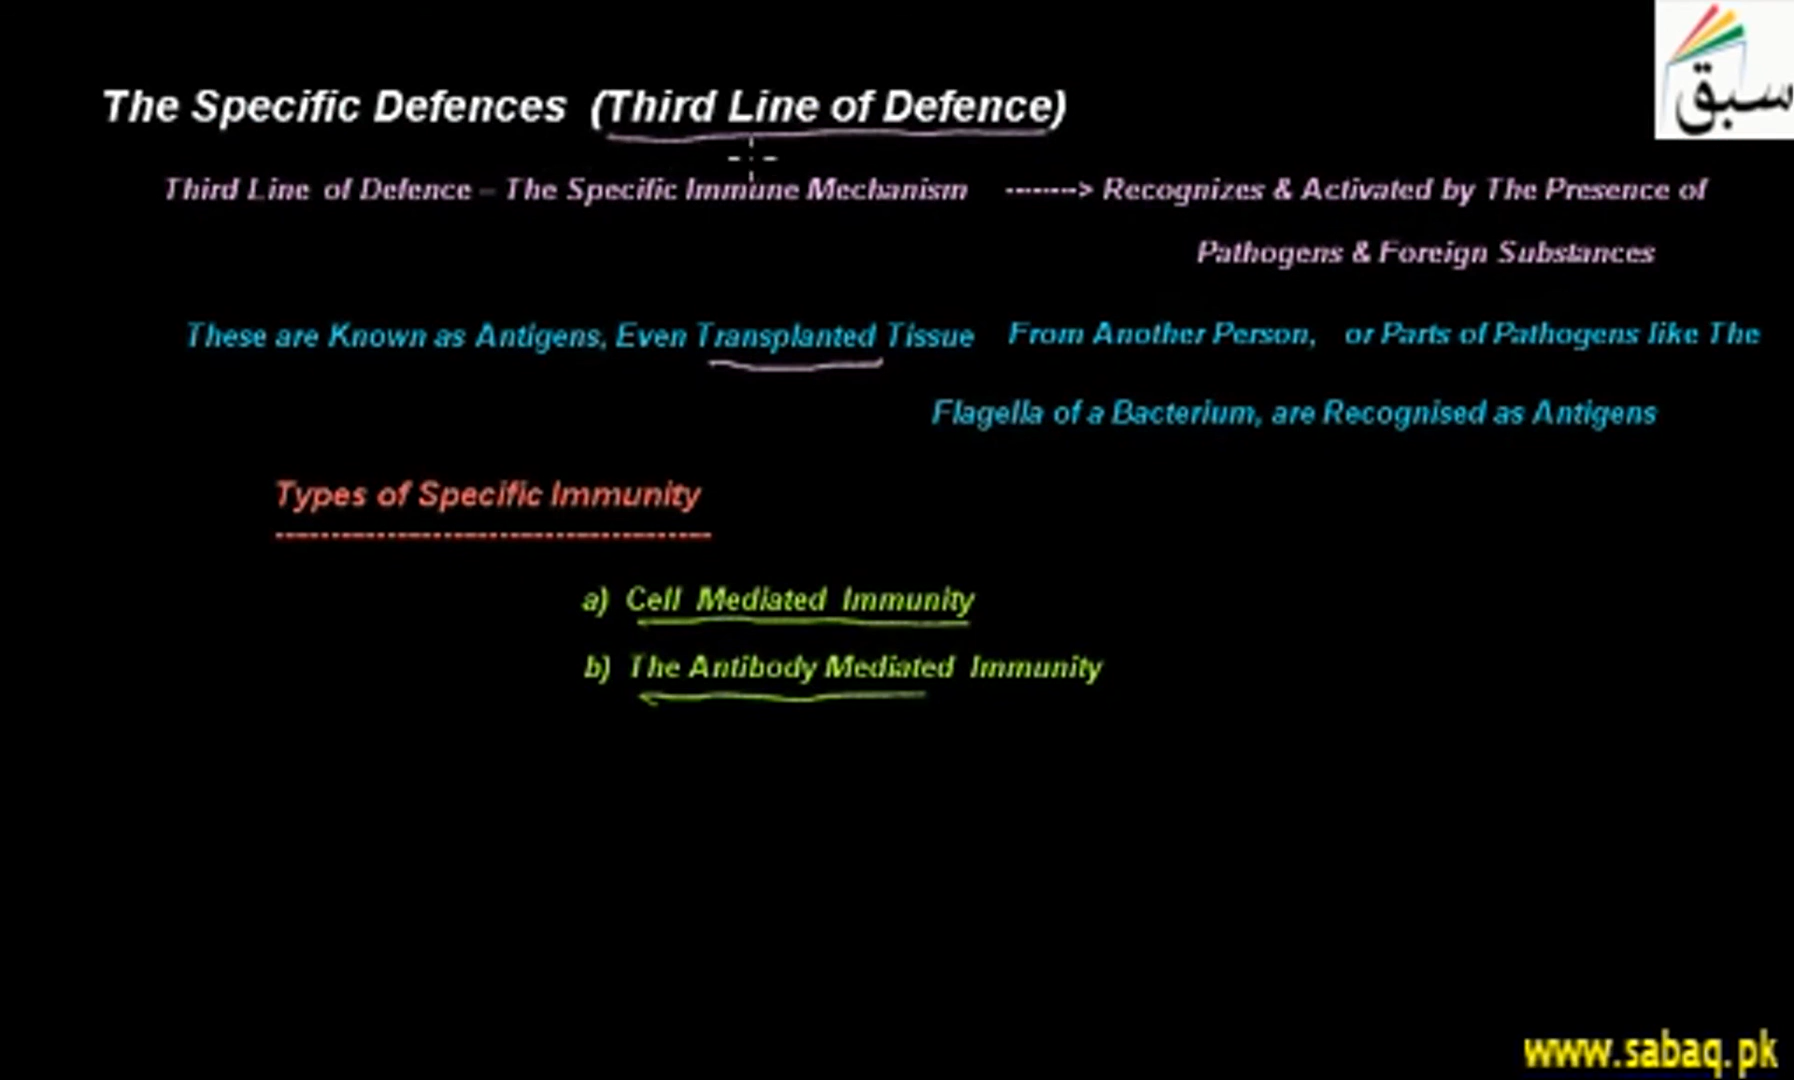 سبق
The Specific Defences (Third Line of Defence)
Third Line of Defence – The Specific Immune Mechanism -------> Recognizes & Activated by The Presence of
Pathogens & Foreign Substances
These are Known as Antigens, Even Transplanted Tissue From Another Person, or Parts of Pathogens like The
Flagella of a Bacterium, are Recognised as Antigens
Types of Specific Immunity
a) Cell Mediated Immunity
b) The Antibody Mediated Immunity
www.sabaq.pk